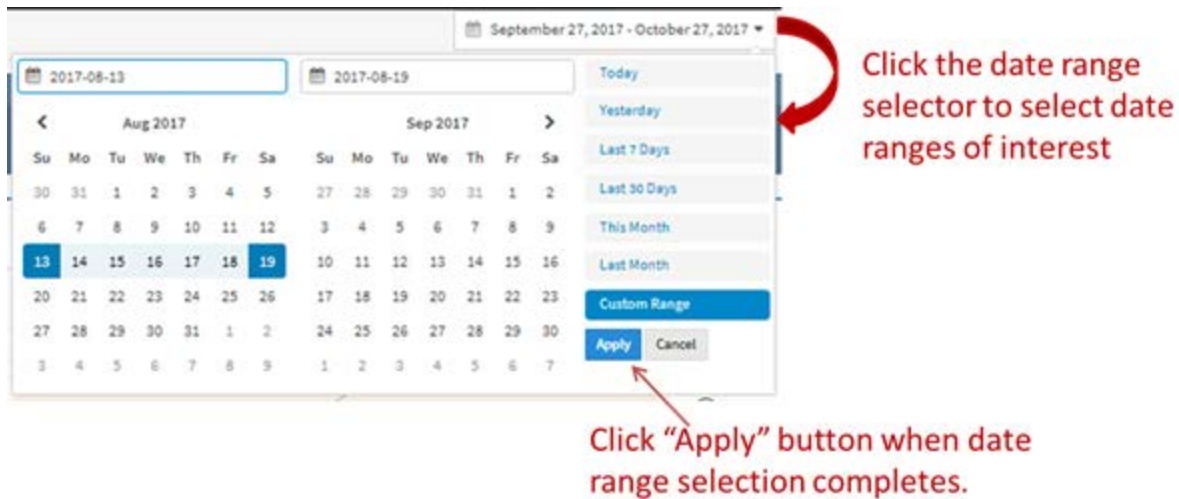 September 27, 2017 - October 27, 2017
2017-08-13
2017-08-19
Aug 2017
Su Mo Tu We Th Fr Sa
30 31 1 2 3 4 5
6 7 8 9 10 11 12
13 14 15 16 17 18 19
20 21 22 23 24 25 26
27 28 29 30 31 1 2
3 4 5 6 7 8 9
Sep 2017
Su Mo Tu We Th Fr Sa
27 28 29 30 31 1 2
3 4 5 6 7 8 9
10 11 12 13 14 15 16
17 18 19 20 21 22 23
24 25 26 27 28 29 30
1 2 3 4 5 6 7
Today
Yesterday
Last 7 Days
Last 30 Days
This Month
Last Month
Custom Range
Apply Cancel
Click the date range
selector to select date
ranges of interest
Click “Apply” button when date
range selection completes.